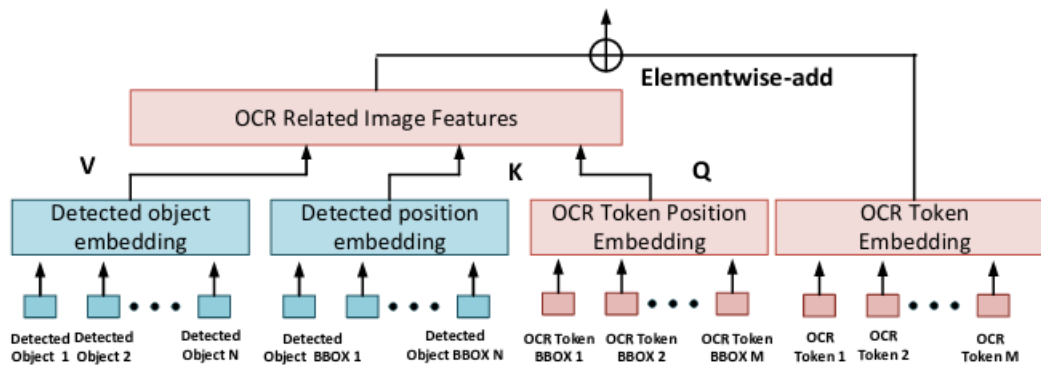 Elementwise-add
OCR Related Image Features
V
K
Q
Detected object
embedding
Detected position
embedding
OCR Token Position
Embedding
OCR Token
Embedding
Detected
Object 1
Detected
Object 2
Detected
Object N
Detected
Object BBOX 1
Detected
Object BBOX N
OCR Token
BBOX 1
OCR Token
BBOX 2
OCR Token
BBOX M
OCR
Token 1
OCR
Token 2
OCR
Token M